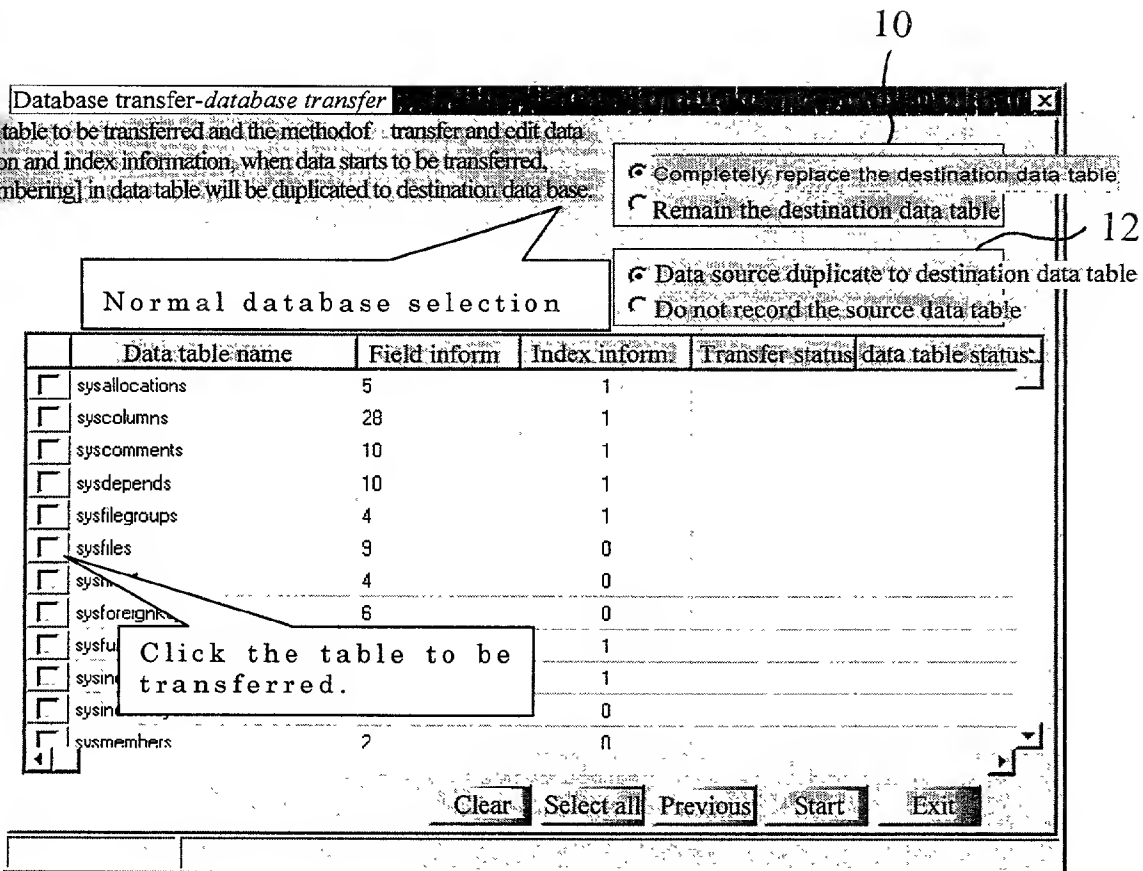 10
Database transfer-database transfer
table to be transferred and the methodof transfer and edit data
on and index information, when data starts to be transferred,
mbering] in data table will be duplicated to destination data base.
Completely replace the destination data table
Remain the destination data table
12
Data source duplicate to destination data table
Do not record the source data table
Normal database selection
Data table name Field inform Index inform. Transfer status data table status
sysallocations 5 1
syscolumns 28 1
syscomments 10 1
sysdepends 10 1
sysfilegroups 4 1
sysfiles 9 0
4 0
6 0
1
1
0
sysmembers 2 0
Click the table to be
transferred.
Clear Select all Previous Start Exit